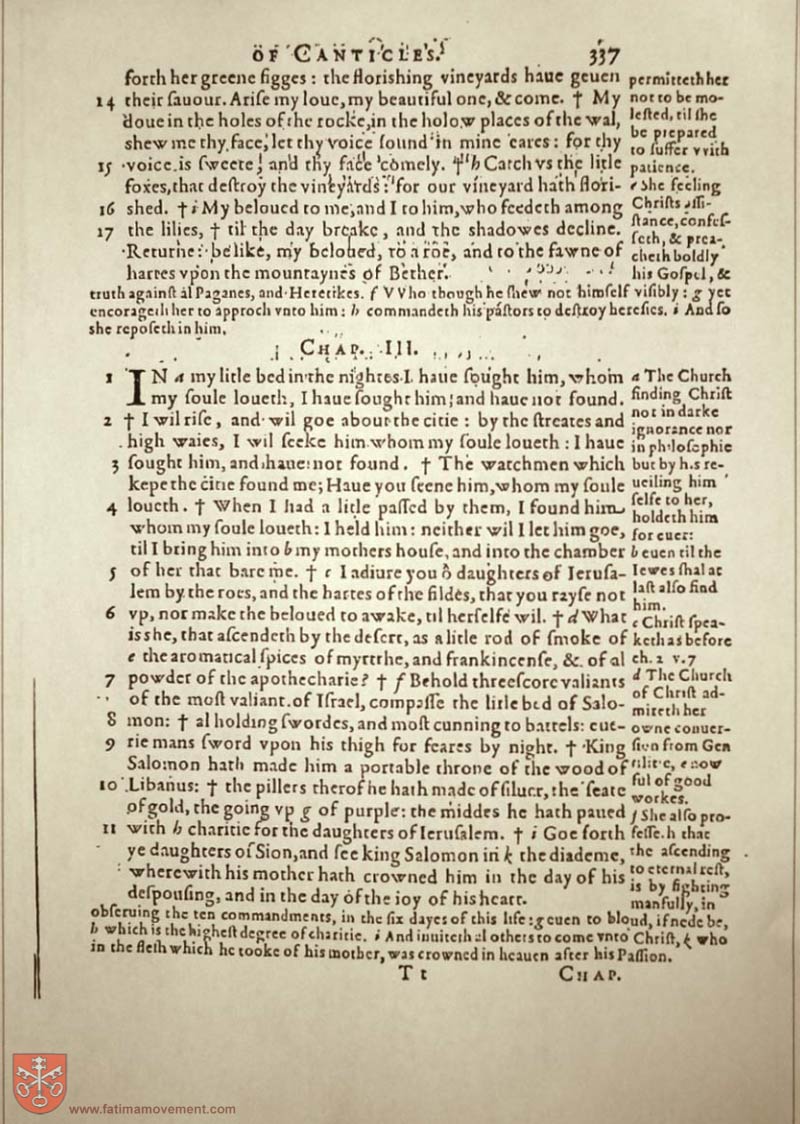 OF CANTICLES. 337
forth her greene figges: the florishing vineyards haue geuen
14 their sauour. Arise my loue, my beautiful one, & come. † My
doue in the holes of the rocke, in the holow places of the wal,
shew me thy face, let thy voice sound in mine eares: for thy
15 voice is sweete, and thy face comely. † h Catch vs the litle
foxes, that destroy the vineyards: for our vineyard hath flori-
16 shed. † i My beloued to me, and I to him, who feedeth among
17 the lilies, † til the day breake, and the shadowes decline.
Returne: be like, my beloued, to a roe, and to the fawne of
hartes vpon the mountaynes of Bether.
permitteth her
not to be mo-
lested, til she
be prepared
to suffer vvith
patience.
e She feeling
Christs assi-
stance, confes-
seth, & prea-
cheth boldly
his Gospel, &
truth against al Paganes, and Heretikes. f VVho though he shew not himself visibly: g yet
encorageth her to approch vnto him: h commandeth his pastors to destroy heresies. i And so
she reposeth in him.
CHAP. III.
1 IN a my litle bed in the nightes I haue sought him, whom
my soule loueth, I haue sought him, and haue not found.
2 † I wil rise, and wil goe about the citie: by the streates and
high waies, I wil seeke him whom my soule loueth: I haue
3 sought him, and haue not found. † The watchmen which
kepe the citie found me; Haue you seene him, whom my soule
4 loueth. † When I had a litle passed by them, I found him
whom my soule loueth: I held him: neither wil I let him goe,
til I bring him into b my mothers house, and into the chamber
5 of her that bare me. † c I adiure you ô daughters of Ierusa-
lem by the roes, and the hartes of the fildes, that you rayse not
6 vp, nor make the beloued to awake, til herselfe wil. † d What
is she, that ascendeth by the desert, as a litle rod of smoke of
e the aromatical spices of myrrhe, and frankincense, & of al
7 powder of the apothecarie? † f Behold threescore valiants
of the most valiant of Israel, compasse the litle bed of Salo-
8 mon: † al holding swordes, and most cunning to battels: eue-
9 rie mans sword vpon his thigh for feares by night. † King
Salomon hath made him a portable throne of the wood of
10 Libanus: † the pillers therof he hath made of siluer, the seate
of gold, the going vp g of purple: the middes he hath paued
11 with h charitie for the daughters of Ierusalem. † i Goe forth
ye daughters of Sion, and see king Salomon in k the diademe,
wherewith his mother hath crowned him in the day of his
despousing, and in the day of the ioy of his heart.
a The Church
finding Christ
not in darke
ignorance nor
in philosophie
but by his re-
ueiling him
selfe to her,
holdeth him
for euer:
b euen til the
Iewes shal at
last also find
him.
c Christ spea-
keth as before
ch. 2 v. 7
d The Church
of Christ ad-
mireth her
owne conuer-
sion from Gen
tilitie, e now
ful of good
workes.
f She also pro-
fesseth that
the ascending
to eternal rest,
is by fighting
manfully, in
obseruing the ten commandments, in the six dayes of this life: g euen to bloud, if nede be,
h which is the highest degree of charitie. i And inuiteth al others to come vnto Christ, k who
in the flesh which he tooke of his mother, was crowned in heauen after his Passion.
T t CHAP.
www.fatimamovement.com